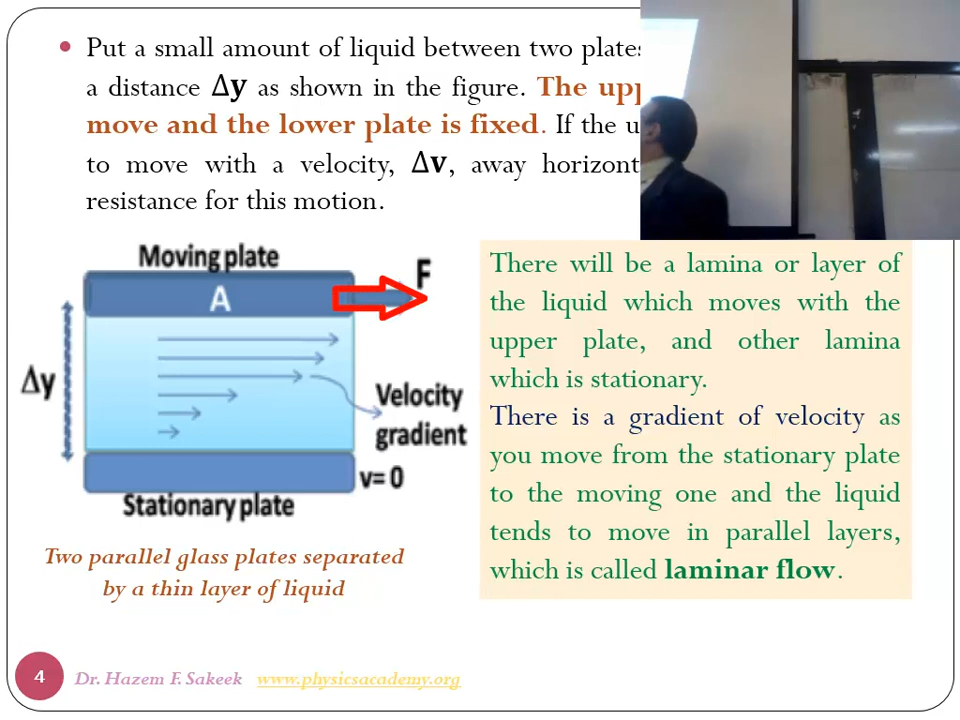 Put a small amount of liquid between two plates
a distance Δy as shown in the figure. The upp
move and the lower plate is fixed. If the u
to move with a velocity, Δv, away horizont
resistance for this motion.
Moving plate
A
F
Δy
Velocity
gradient
v= 0
Stationary plate
Two parallel glass plates separated
by a thin layer of liquid
There will be a lamina or layer of
the liquid which moves with the
upper plate, and other lamina
which is stationary.
There is a gradient of velocity as
you move from the stationary plate
to the moving one and the liquid
tends to move in parallel layers,
which is called laminar flow.
4
Dr. Hazem F. Sakeek www.physicsacademy.org